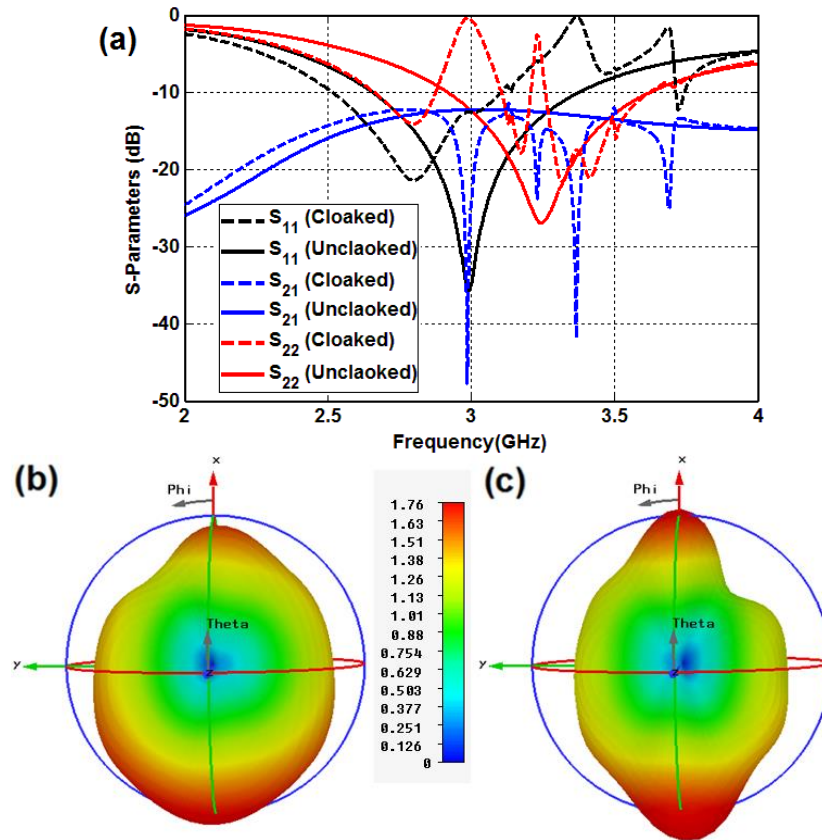 (a)
0
-10
-20
-30
-40
-50
S-Parameters (dB)
S11 (Cloaked)
S11 (Unclaoked)
S21 (Cloaked)
S21 (Unclaoked)
S22 (Cloaked)
S22 (Unclaoked)
2 2.5 3 3.5 4
Frequency(GHz)
(b)
x
Phi
Theta
y
z
1.76
1.63
1.51
1.38
1.26
1.13
1.01
0.88
0.754
0.629
0.503
0.377
0.251
0.126
0
(c)
x
Phi
Theta
y
z